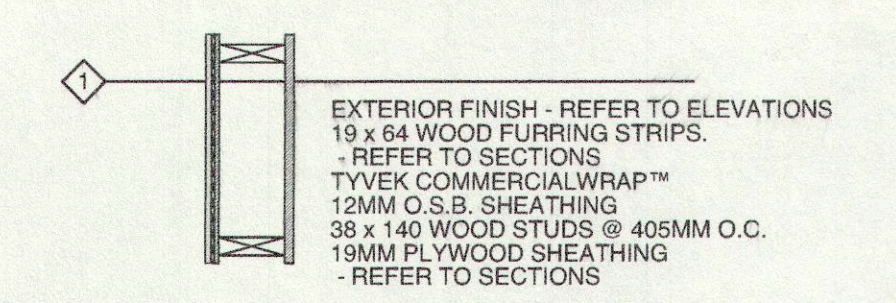 1
EXTERIOR FINISH - REFER TO ELEVATIONS
19 x 64 WOOD FURRING STRIPS.
- REFER TO SECTIONS
TYVEK COMMERCIALWRAP™
12MM O.S.B. SHEATHING
38 x 140 WOOD STUDS @ 405MM O.C.
19MM PLYWOOD SHEATHING
- REFER TO SECTIONS